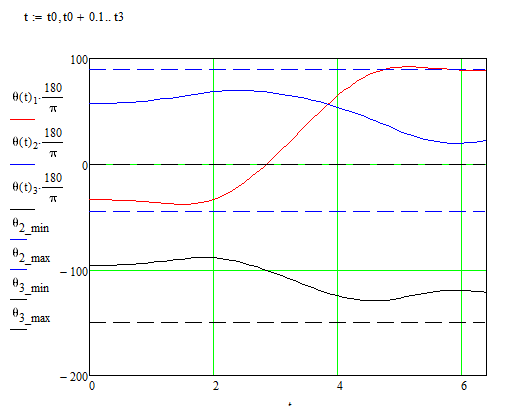 t := t0, t0 + 0.1 .. t3
100
θ(t)₁·180/π
θ(t)₂·180/π
0
θ(t)₃·180/π
θ₂_min
θ₂_max
−100
θ₃_min
θ₃_max
−200
0 2 4 6
t